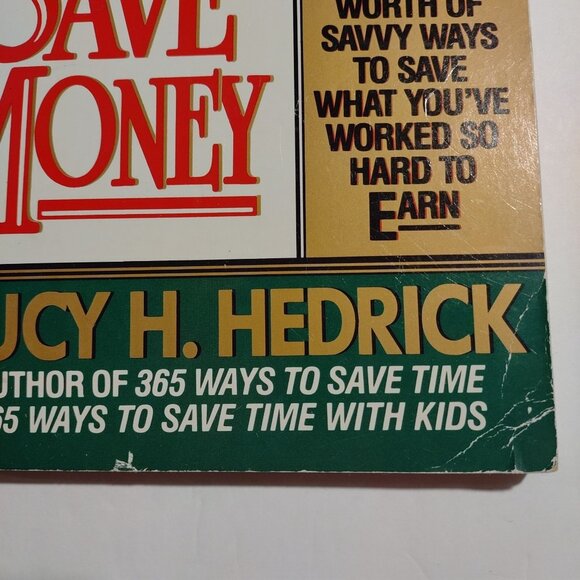 SAVE
MONEY
WORTH OF
SAVVY WAYS
TO SAVE
WHAT YOU'VE
WORKED SO
HARD TO
EARN
UCY H. HEDRICK
UTHOR OF 365 WAYS TO SAVE TIME
65 WAYS TO SAVE TIME WITH KIDS